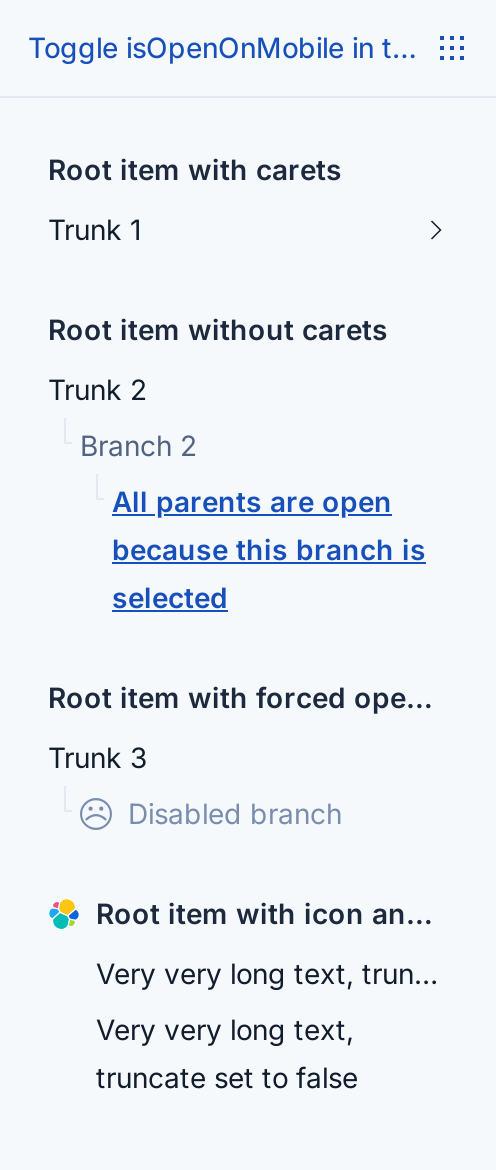 Toggle isOpenOnMobile in t...
Root item with carets
Trunk 1
Root item without carets
Trunk 2
Branch 2
All parents are open
because this branch is
selected
Root item with forced ope...
Trunk 3
Disabled branch
Root item with icon an...
Very very long text, trun...
Very very long text,
truncate set to false